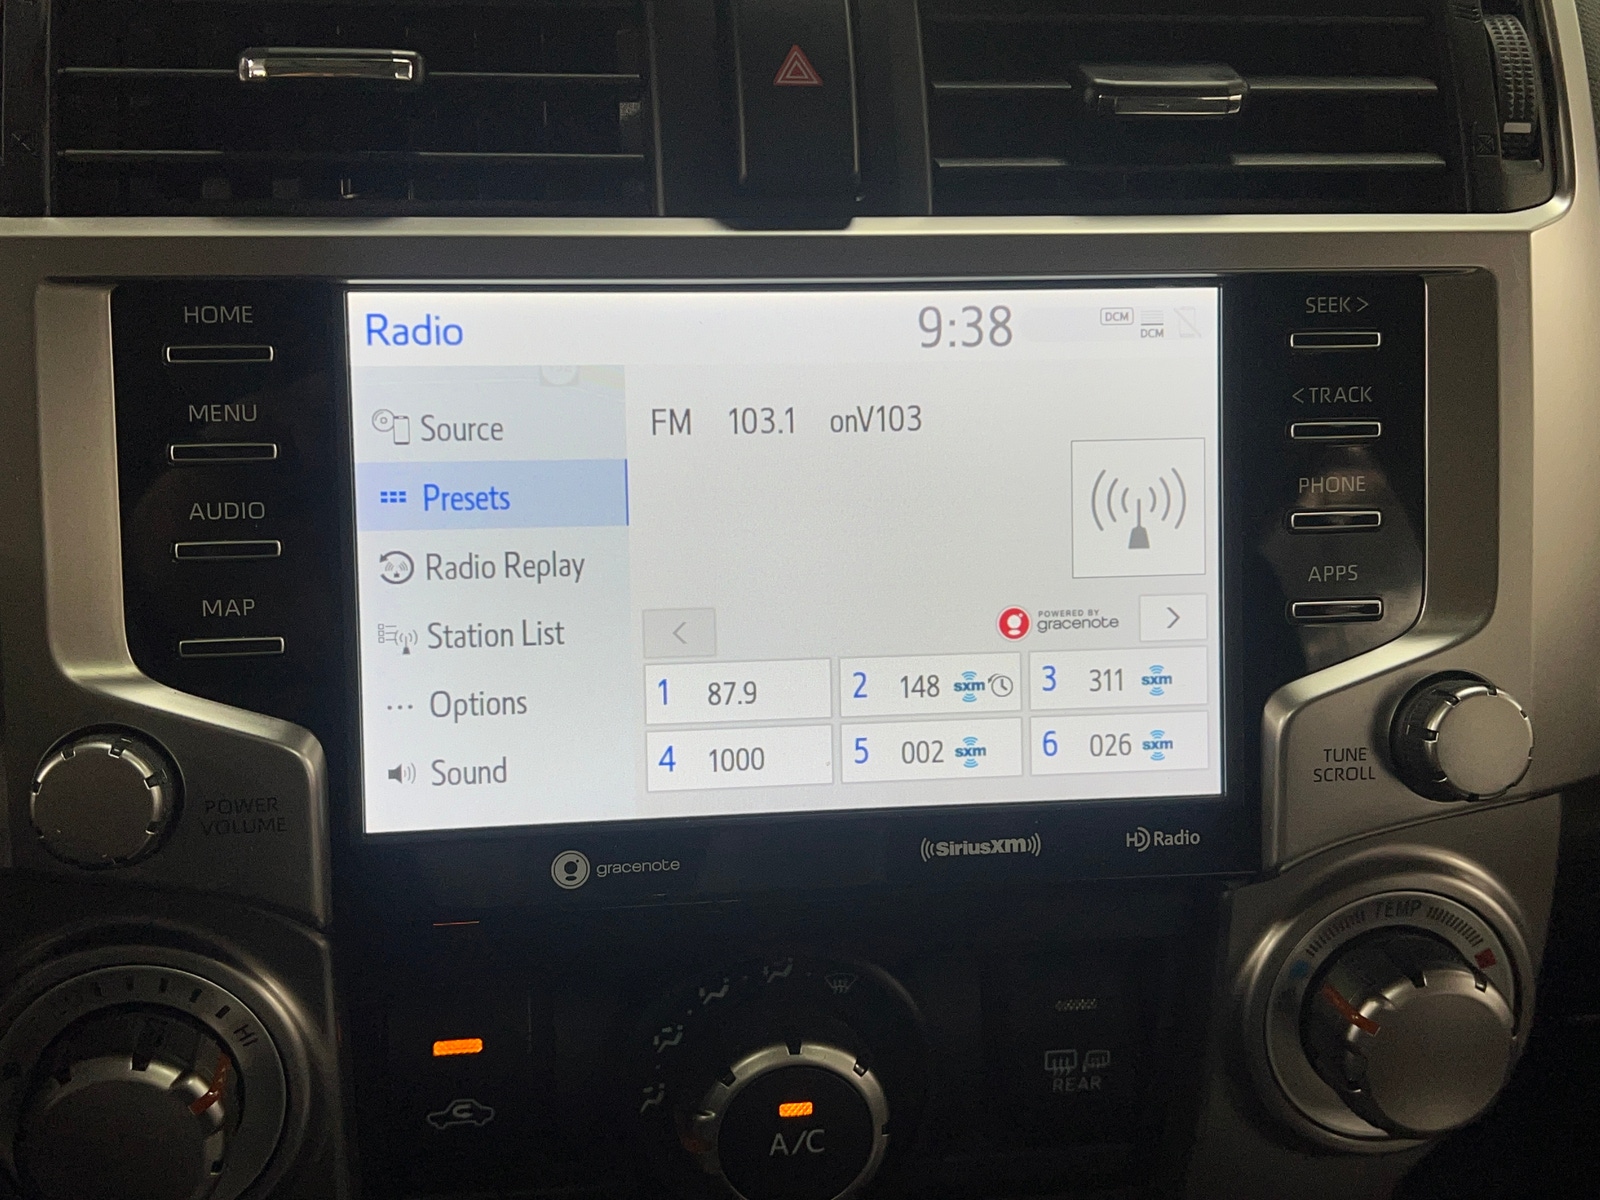 HOME
MENU
AUDIO
MAP
POWER
VOLUME
Radio
9:38
DCM
DCM
Source
Presets
Radio Replay
Station List
Options
Sound
FM 103.1 onV103
POWERED BY
gracenote
1 87.9
2 148 sxm
3 311 sxm
4 1000
5 002 sxm
6 026 sxm
gracenote
SiriusXM
HD Radio
SEEK >
< TRACK
PHONE
APPS
TUNE
SCROLL
HI
A/C
REAR
TEMP